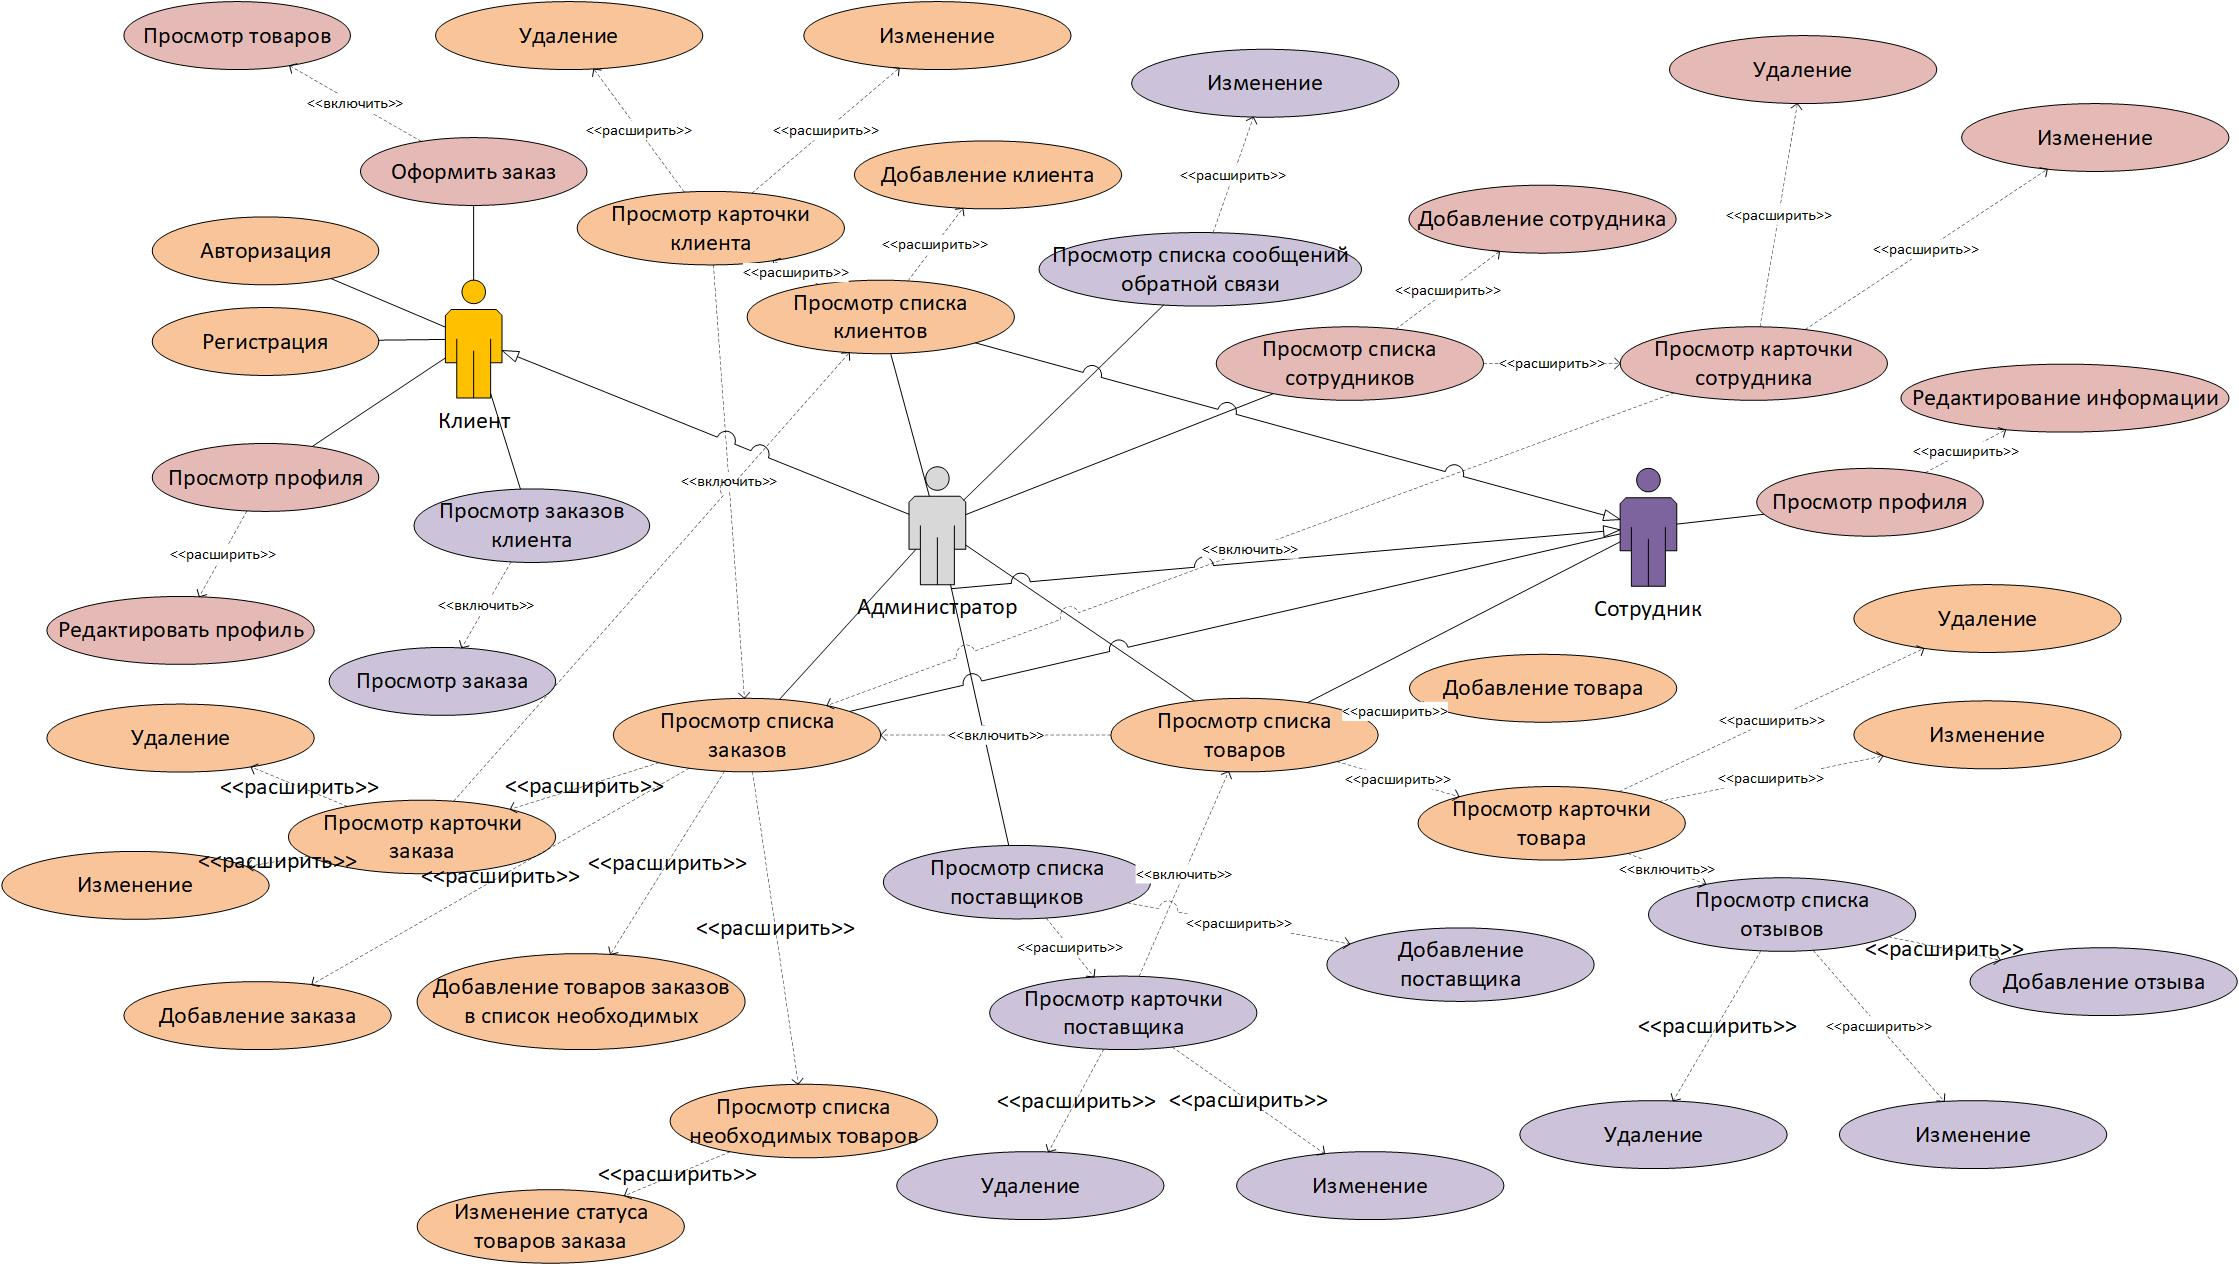 Просмотр товаров
Удаление
Изменение
Удаление
Изменение
<<включить>>
<<расширить>>
<<расширить>>
Изменение
Оформить заказ
Добавление клиента
<<расширить>>
Просмотр карточки
клиента
Добавление сотрудника
<<расширить>>
Авторизация
<<расширить>>
<<расширить>>
<<расширить>>
Просмотр списка сообщений
обратной связи
<<расширить>>
Просмотр списка
клиентов
Регистрация
Просмотр списка
сотрудников
<<расширить>>
Просмотр карточки
сотрудника
Редактирование информации
Клиент
<<расширить>>
Просмотр профиля
<<включить>>
Просмотр профиля
Просмотр заказов
клиента
<<расширить>>
<<включить>>
<<включить>>
Администратор
Сотрудник
Удаление
Редактировать профиль
Просмотр заказа
Добавление товара
<<расширить>>
<<расширить>>
Удаление
Просмотр списка
заказов
<<включить>>
Просмотр списка
товаров
Изменение
<<расширить>>
<<расширить>>
<<расширить>>
<<расширить>>
Просмотр карточки
заказа
Просмотр карточки
товара
<<расширить>>
Изменение
<<расширить>>
<<расширить>>
Просмотр списка
поставщиков
<<включить>>
<<включить>>
Просмотр списка
отзывов
<<расширить>>
<<расширить>>
<<расширить>>
<<расширить>>
Добавление
поставщика
Добавление отзыва
Добавление заказа
Добавление товаров заказов
в список необходимых
Просмотр карточки
поставщика
<<расширить>>
<<расширить>>
<<расширить>>
<<расширить>>
Просмотр списка
необходимых товаров
Удаление
Изменение
<<расширить>>
Удаление
Изменение
Изменение статуса
товаров заказа